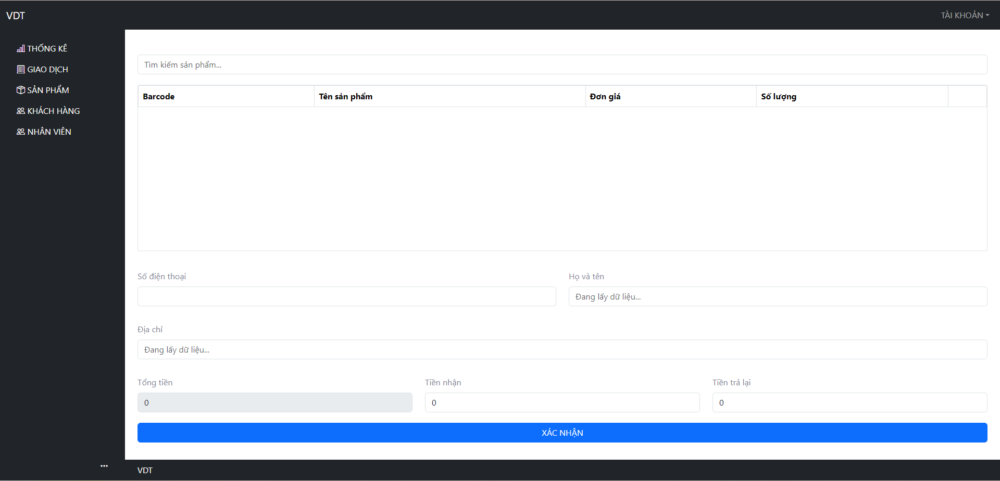 VDT
TÀI KHOẢN
THỐNG KÊ
GIAO DỊCH
SẢN PHẨM
KHÁCH HÀNG
NHÂN VIÊN
Tìm kiếm sản phẩm...
Barcode Tên sản phẩm Đơn giá Số lượng
Số điện thoại Họ và tên
Đang lấy dữ liệu...
Địa chỉ
Đang lấy dữ liệu...
Tổng tiền Tiền nhận Tiền trả lại
0 0 0
XÁC NHẬN
VDT